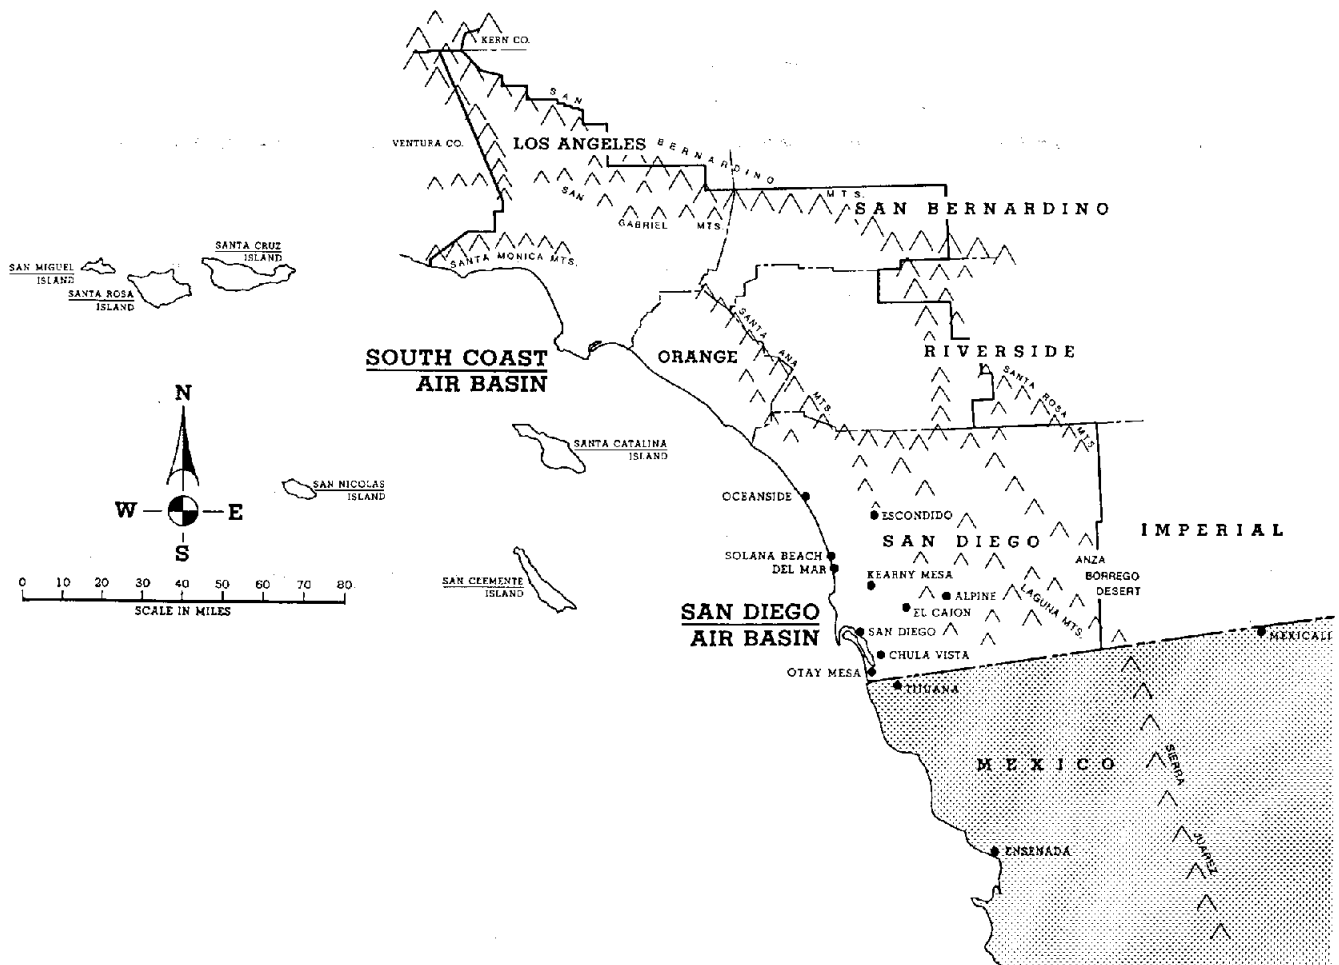 KERN CO.
SAN
VENTURA CO.
LOS ANGELES
BERNARDINO
MTS.
SAN
GABRIEL MTS.
SAN BERNARDINO
SANTA CRUZ
ISLAND
SAN MIGUEL
ISLAND
SANTA ROSA
ISLAND
SANTA MONICA MTS.
SANTA ANA MTS.
SOUTH COAST
AIR BASIN
ORANGE
RIVERSIDE
SANTA ROSA MTS.
N
W E
S
SANTA CATALINA
ISLAND
SAN NICOLAS
ISLAND
OCEANSIDE
ESCONDIDO
SAN DIEGO
IMPERIAL
SOLANA BEACH
DEL MAR
KEARNY MESA
ANZA
BORREGO
DESERT
SAN CLEMENTE
ISLAND
0 10 20 30 40 50 60 70 80
SCALE IN MILES
ALPINE
EL CAJON
LAGUNA MTS.
SAN DIEGO
AIR BASIN
SAN DIEGO
MEXICALI
CHULA VISTA
OTAY MESA
TIJUANA
MEXICO
SIERRA
JUAREZ
ENSENADA